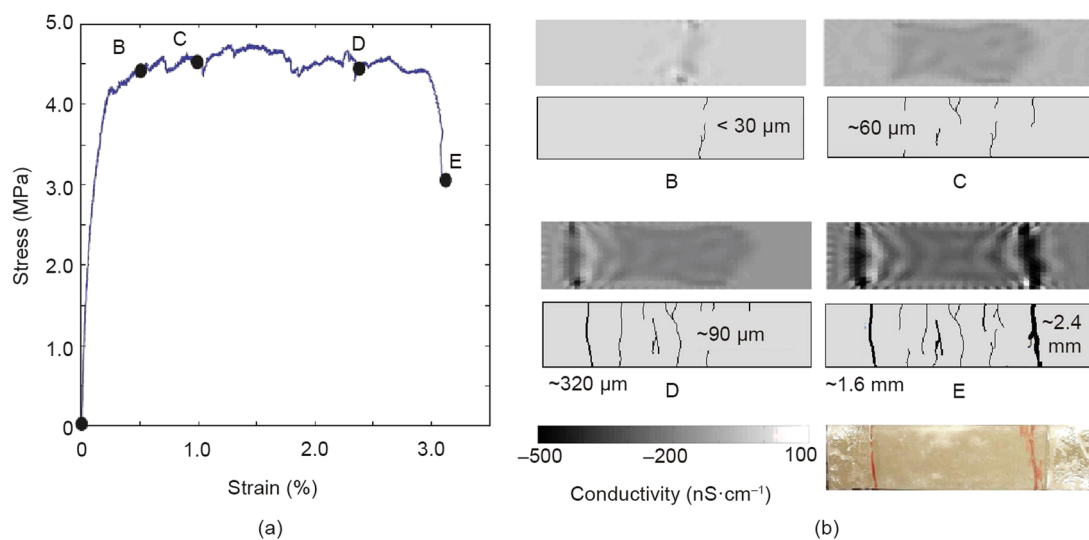 5.0
4.0
3.0
4.0
1.0
0
0
1.0
2.0
3.0
Stress (MPa)
Strain (%)
B
C
D
E
(a)
(b)
< 30 μm
B
~60 μm
C
~90 μm
~320 μm
D
~2.4
mm
~1.6 mm
E
–500
–200
100
Conductivity (nS·cm⁻¹)